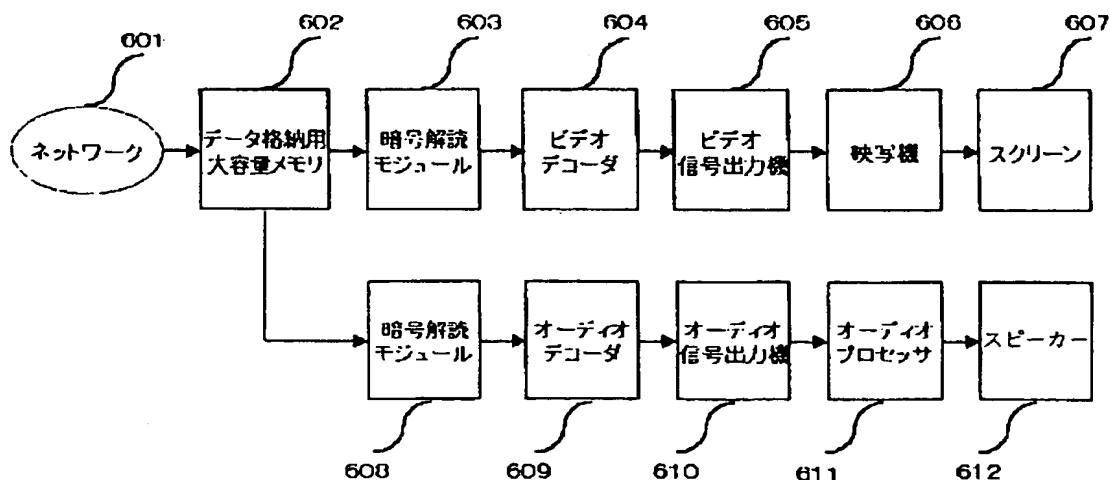 601
602
603
604
605
606
607
ネットワーク
データ格納用
大容量メモリ
暗号解読
モジュール
ビデオ
デコーダ
ビデオ
信号出力機
映写機
スクリーン
暗号解読
モジュール
オーディオ
デコーダ
オーディオ
信号出力機
オーディオ
プロセッサ
スピーカー
608
609
610
611
612